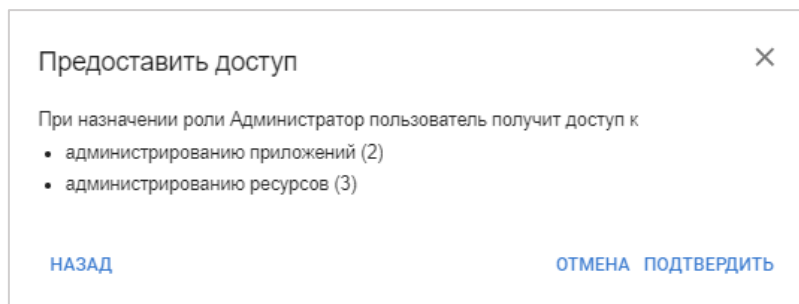 Предоставить доступ
При назначении роли Администратор пользователь получит доступ к
• администрированию приложений (2)
• администрированию ресурсов (3)
НАЗАД ОТМЕНА ПОДТВЕРДИТЬ